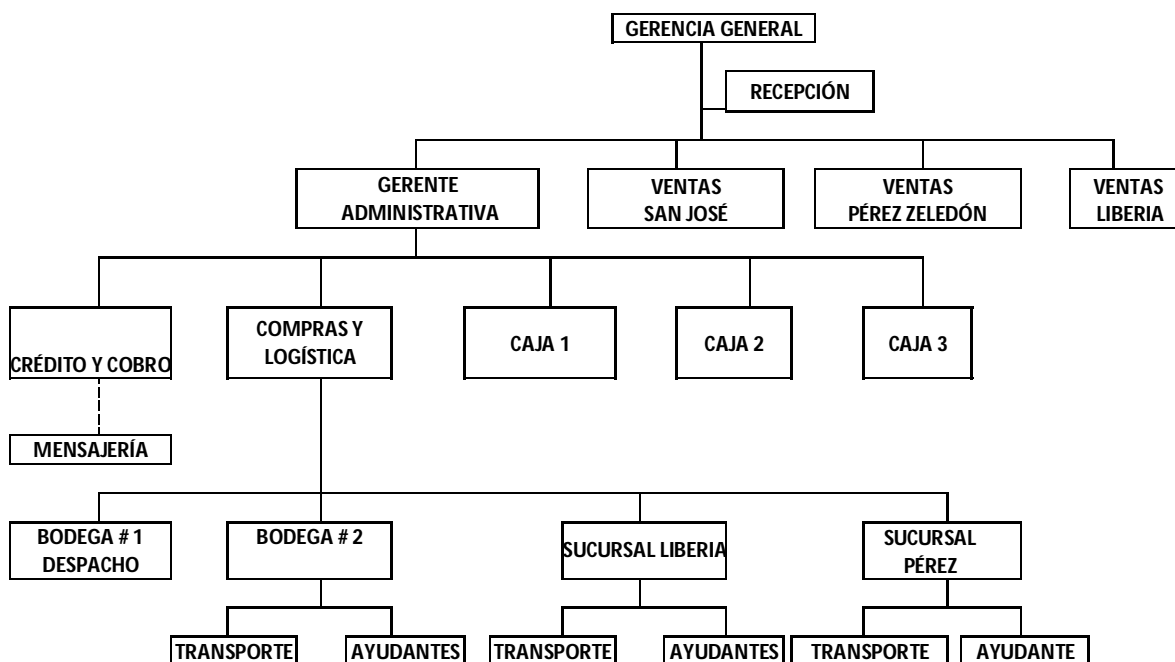 GERENCIA GENERAL
RECEPCIÓN
GERENTE
ADMINISTRATIVA
VENTAS
SAN JOSÉ
VENTAS
PÉREZ ZELEDÓN
VENTAS
LIBERIA
CRÉDITO Y COBRO
COMPRAS Y
LOGÍSTICA
CAJA 1
CAJA 2
CAJA 3
MENSAJERÍA
BODEGA # 1
DESPACHO
BODEGA # 2
SUCURSAL LIBERIA
SUCURSAL
PÉREZ
TRANSPORTE
AYUDANTES
TRANSPORTE
AYUDANTES
TRANSPORTE
AYUDANTE